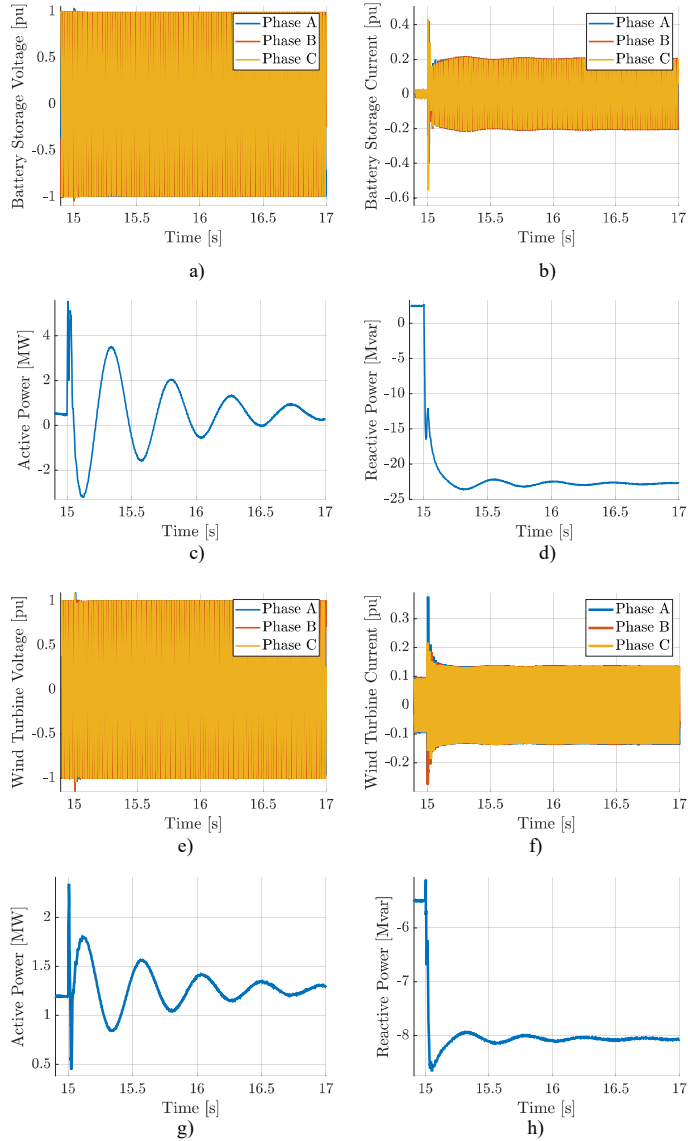 Battery Storage Voltage [pu]
1
0.5
0
-0.5
-1
Phase A
Phase B
Phase C
15
15.5
16
16.5
17
Time [s]
a)
Battery Storage Current [pu]
0.4
0.2
0
-0.2
-0.4
-0.6
Phase A
Phase B
Phase C
15
15.5
16
16.5
17
Time [s]
b)
Active Power [MW]
4
2
0
-2
15
15.5
16
16.5
17
Time [s]
c)
Reactive Power [Mvar]
0
-5
-10
-15
-20
-25
15
15.5
16
16.5
17
Time [s]
d)
Wind Turbine Voltage [pu]
1
0.5
0
-0.5
-1
Phase A
Phase B
Phase C
15
15.5
16
16.5
17
Time [s]
e)
Wind Turbine Current [pu]
0.3
0.2
0.1
0
-0.1
-0.2
Phase A
Phase B
Phase C
15
15.5
16
16.5
17
Time [s]
f)
Active Power [MW]
2
1.5
1
0.5
15
15.5
16
16.5
17
Time [s]
g)
Reactive Power [Mvar]
-6
-7
-8
15
15.5
16
16.5
17
Time [s]
h)